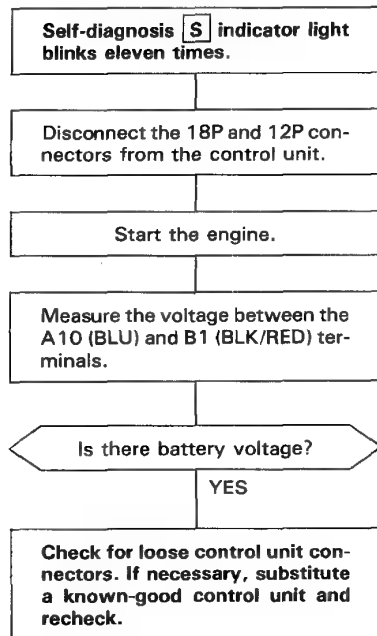 Self-diagnosis S indicator light
blinks eleven times.
Disconnect the 18P and 12P con-
nectors from the control unit.
Start the engine.
Measure the voltage between the
A10 (BLU) and B1 (BLK/RED) ter-
minals.
Is there battery voltage?
YES
Check for loose control unit con-
nectors. If necessary, substitute
a known-good control unit and
recheck.